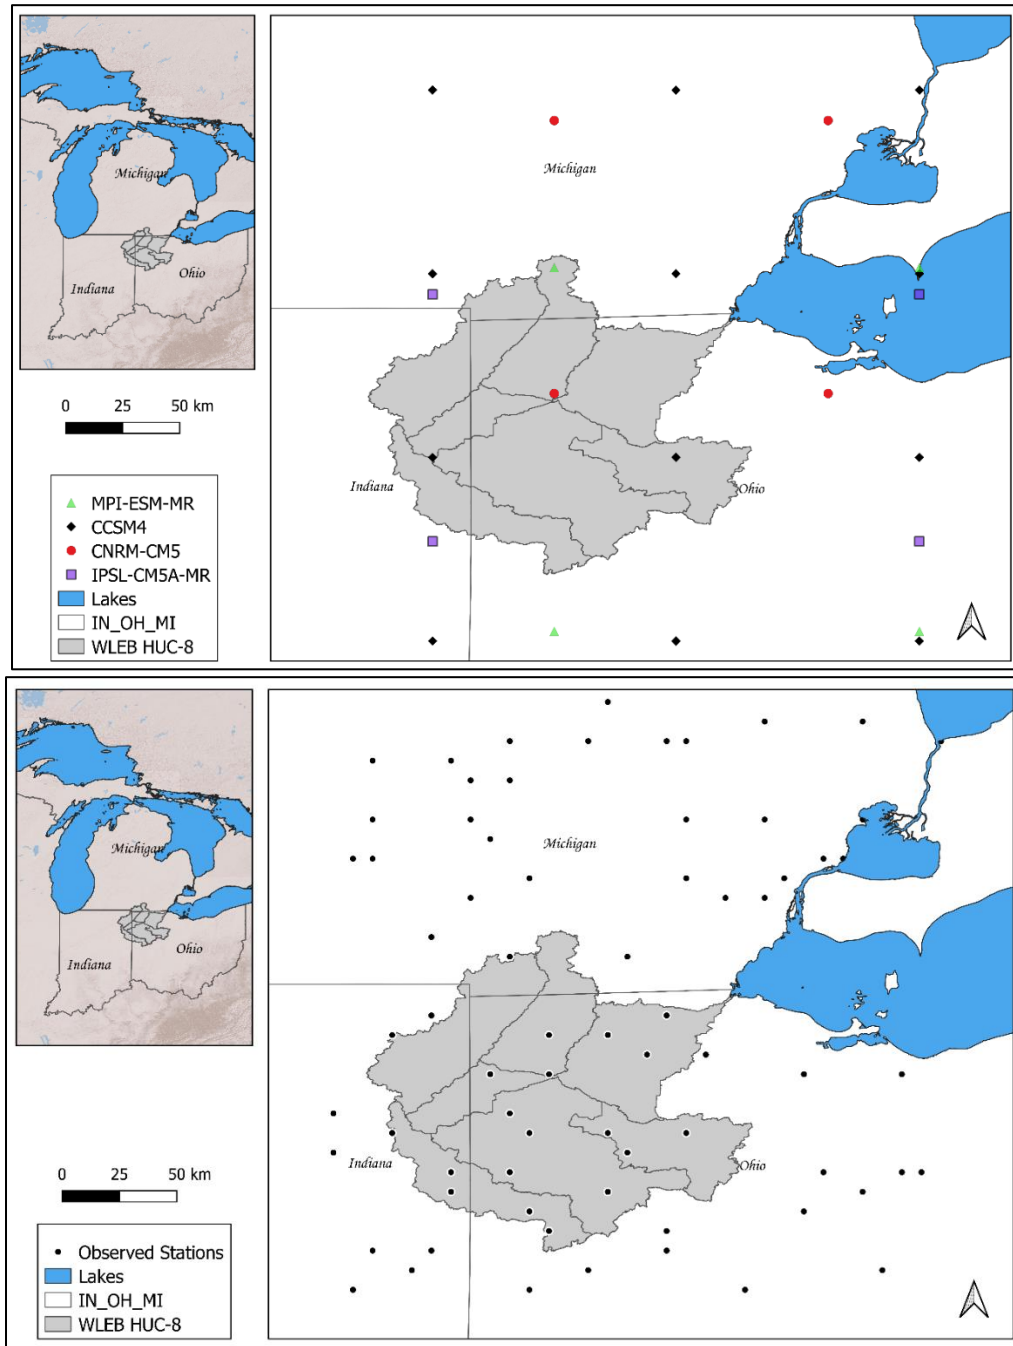 Michigan
Indiana
Ohio
0 25 50 km
MPI-ESM-MR
CCSM4
CNRM-CM5
IPSL-CM5A-MR
Lakes
IN_OH_MI
WLEB HUC-8
Michigan
Indiana
Ohio
Michigan
Indiana
Ohio
0 25 50 km
Observed Stations
Lakes
IN_OH_MI
WLEB HUC-8
Michigan
Indiana
Ohio